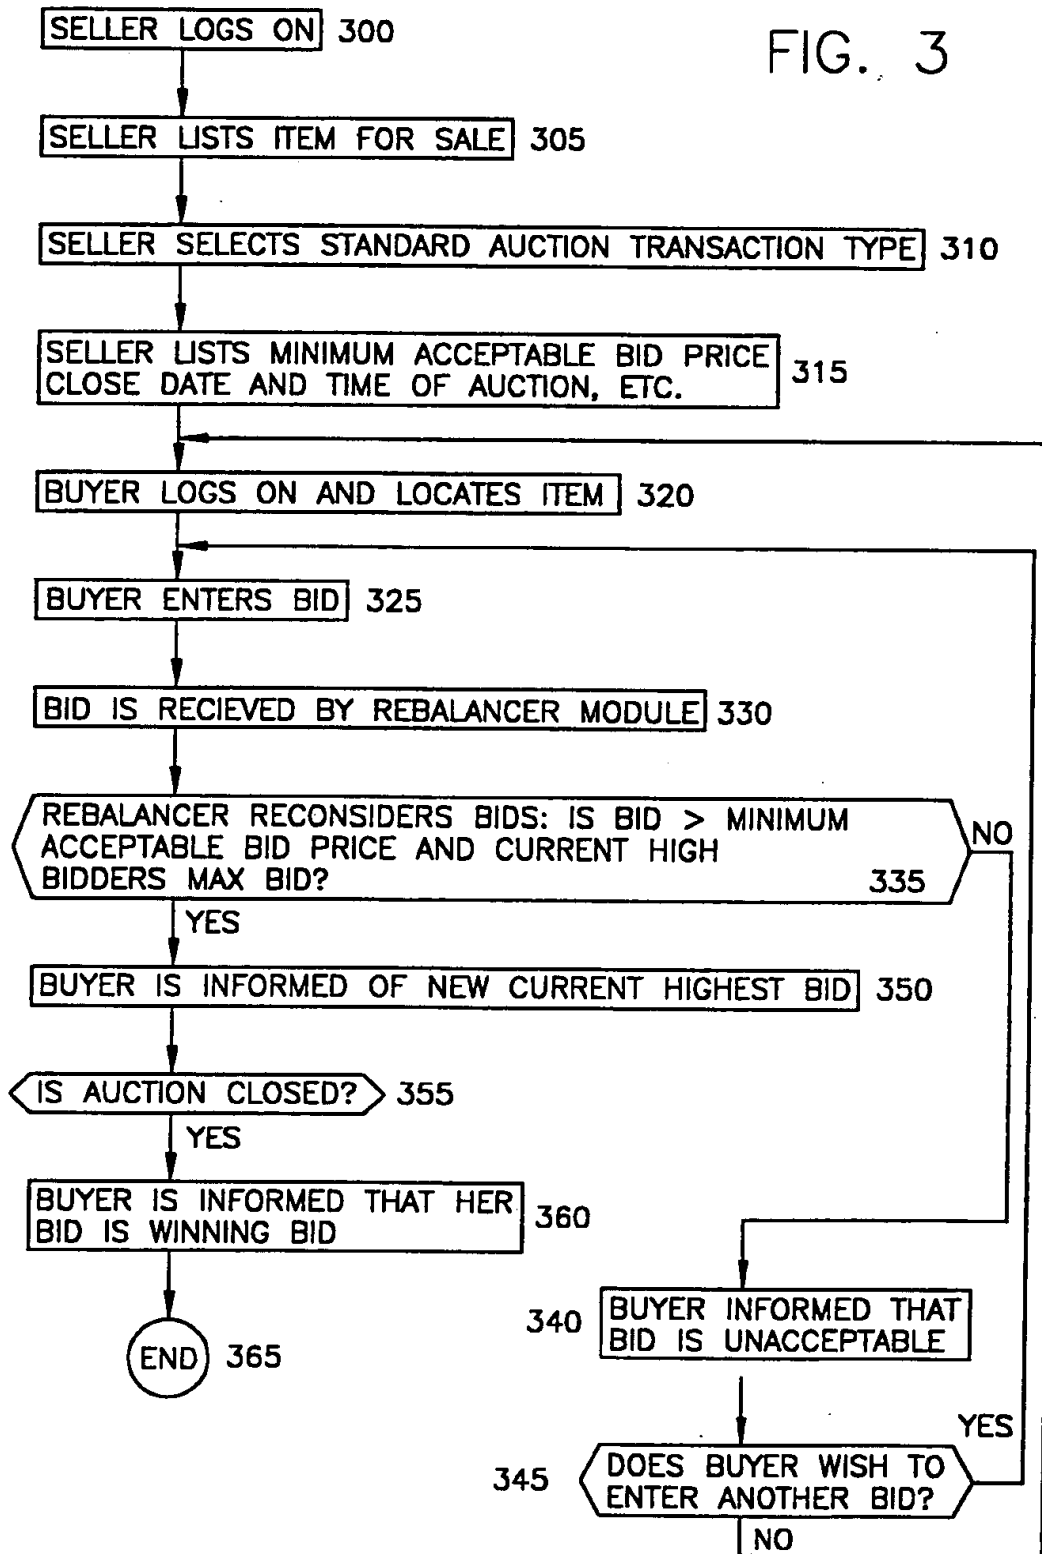 FIG. 3
SELLER LOGS ON 300
SELLER LISTS ITEM FOR SALE 305
SELLER SELECTS STANDARD AUCTION TRANSACTION TYPE 310
SELLER LISTS MINIMUM ACCEPTABLE BID PRICE
CLOSE DATE AND TIME OF AUCTION, ETC.
315
BUYER LOGS ON AND LOCATES ITEM 320
BUYER ENTERS BID 325
BID IS RECIEVED BY REBALANCER MODULE 330
REBALANCER RECONSIDERS BIDS: IS BID > MINIMUM
ACCEPTABLE BID PRICE AND CURRENT HIGH
BIDDERS MAX BID?
335
NO
YES
BUYER IS INFORMED OF NEW CURRENT HIGHEST BID 350
IS AUCTION CLOSED? 355
YES
BUYER IS INFORMED THAT HER
BID IS WINNING BID
360
END 365
340
BUYER INFORMED THAT
BID IS UNACCEPTABLE
YES
345
DOES BUYER WISH TO
ENTER ANOTHER BID?
NO